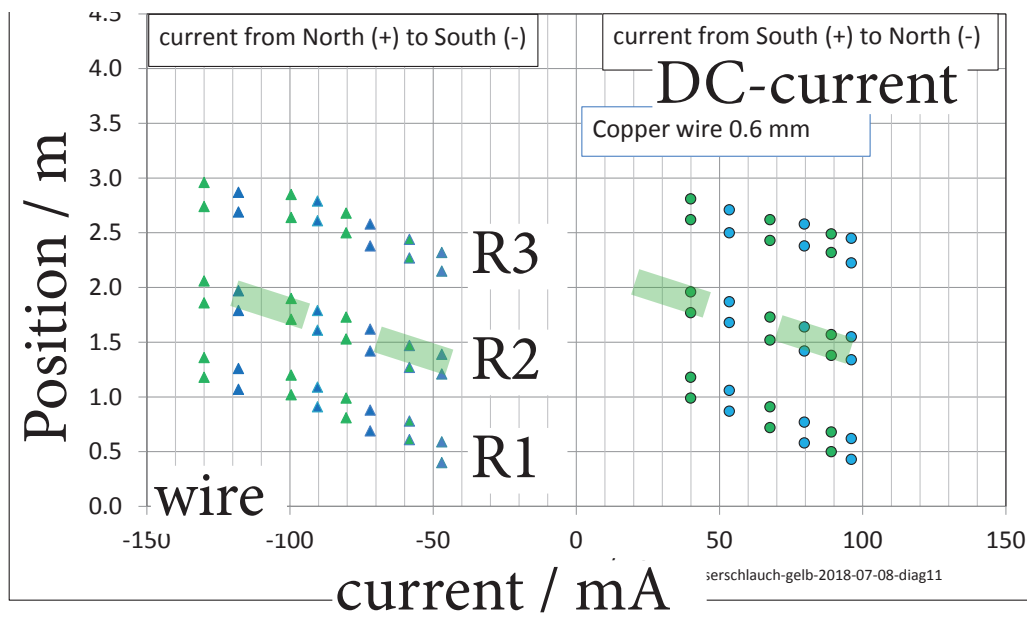 4.5
current from North (+) to South (-)
current from South (+) to North (-)
4.0
DC-current
3.5
Copper wire 0.6 mm
3.0
2.5
R3
2.0
1.5
R2
1.0
R1
0.5
wire
0.0
Position / m
-150
-100
-50
0
50
100
150
serschlauch-gelb-2018-07-08-diag11
current / mA